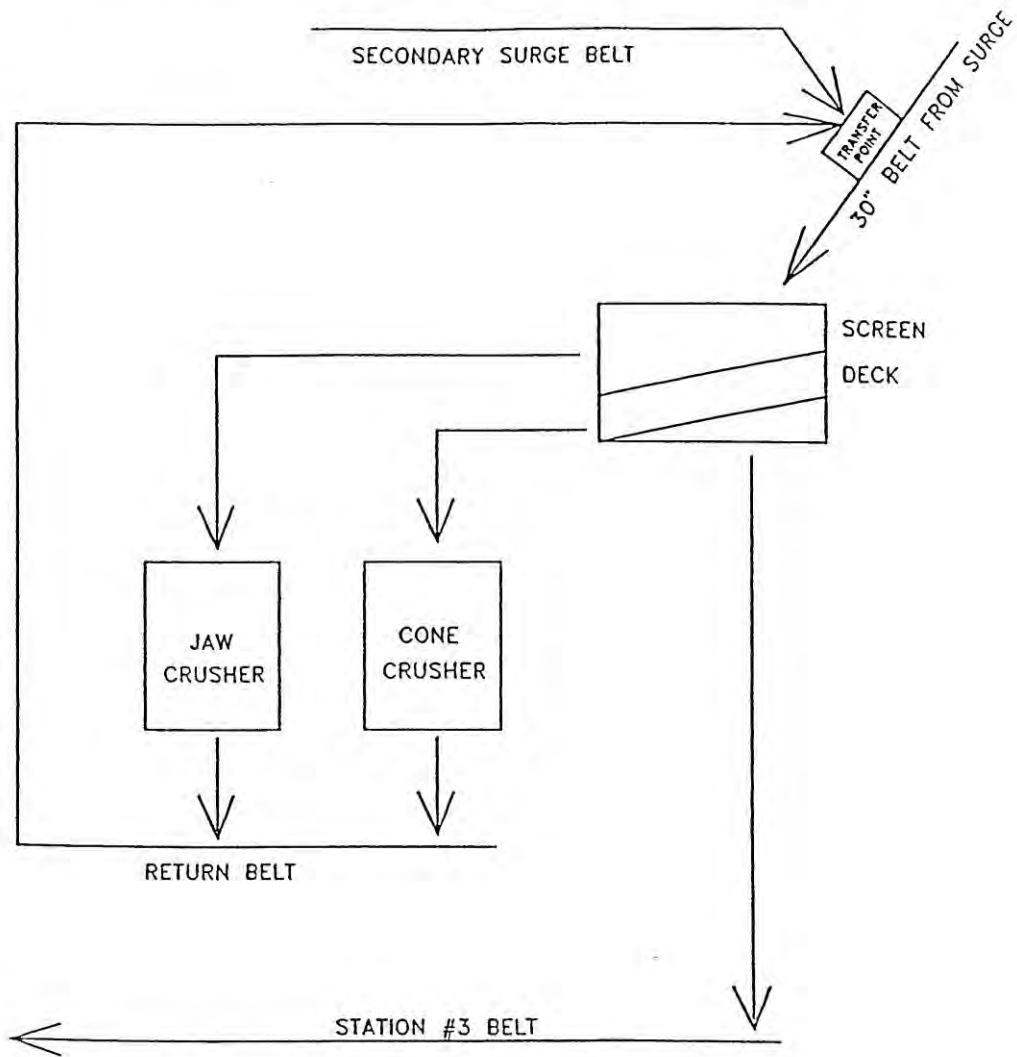 SECONDARY SURGE BELT
TRANSFER
POINT
30" BELT FROM SURGE
SCREEN
DECK
JAW
CRUSHER
CONE
CRUSHER
RETURN BELT
STATION #3 BELT